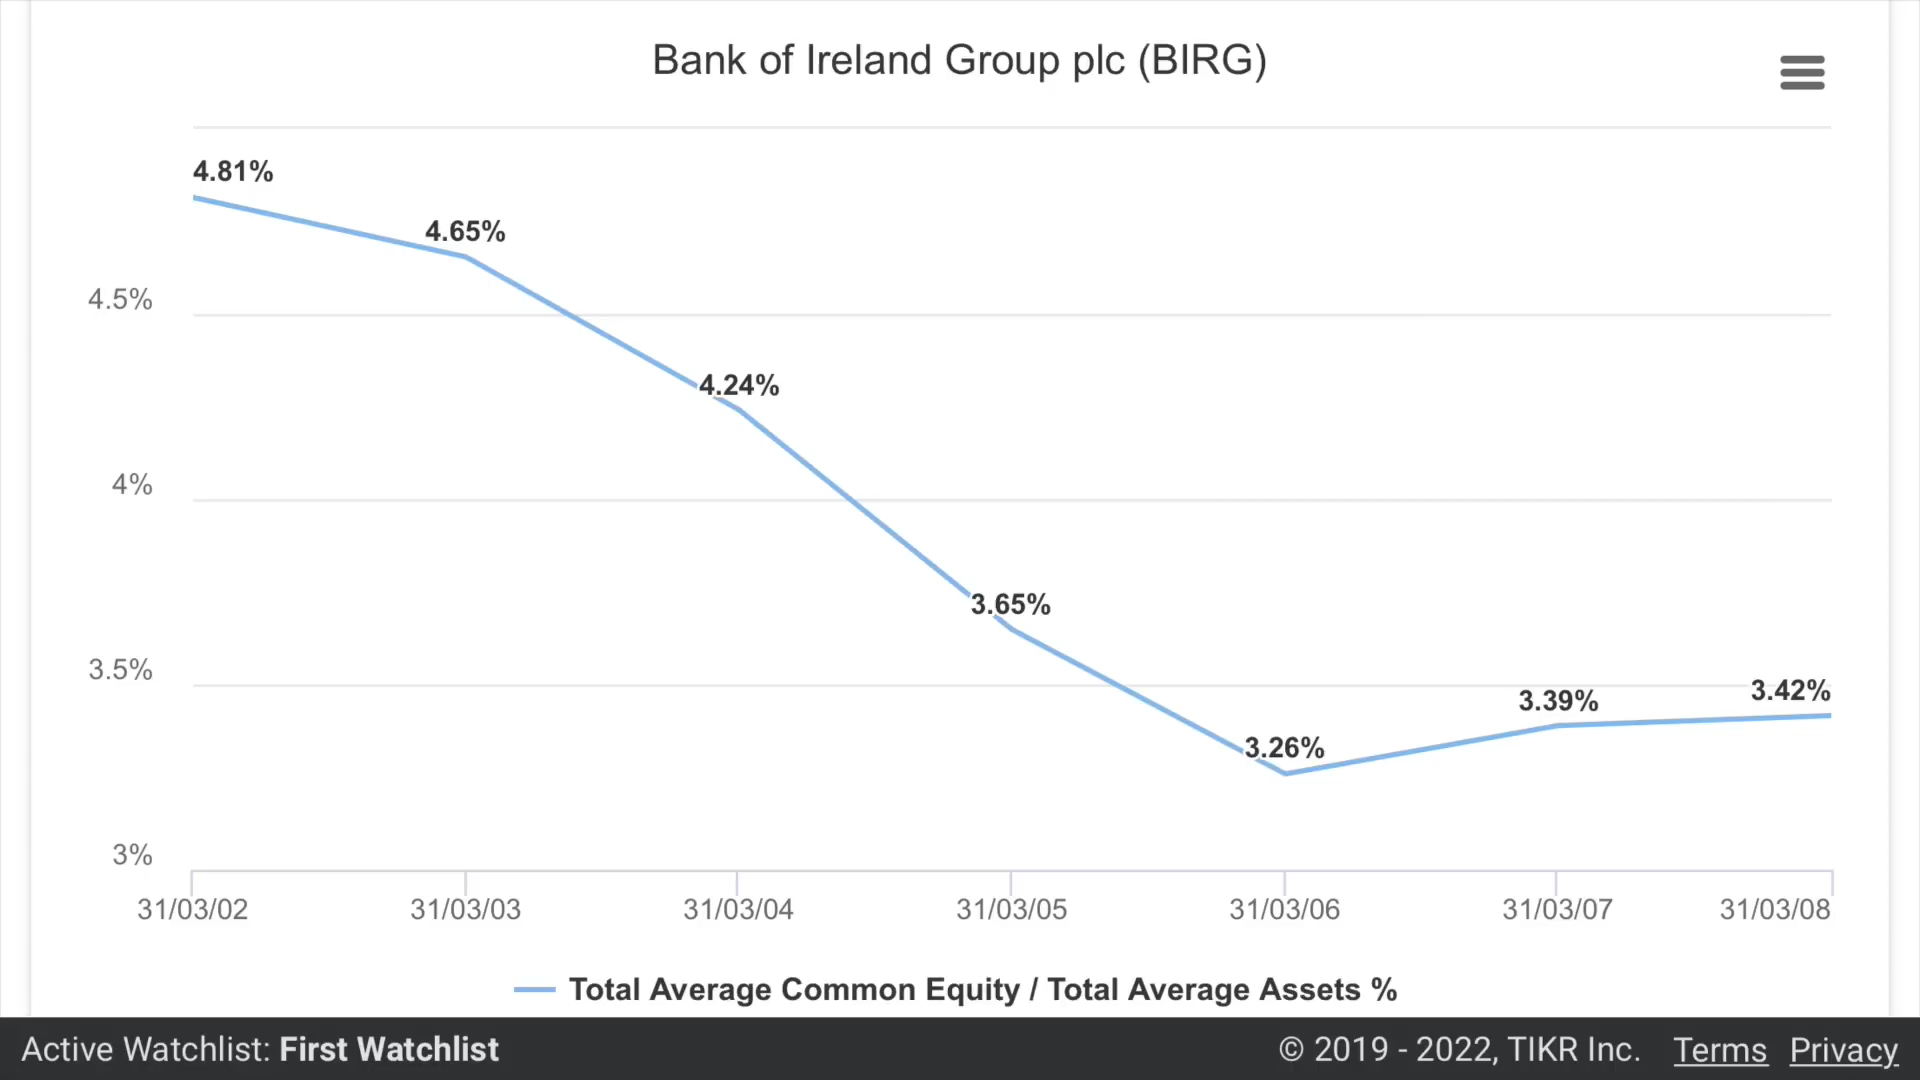 Bank of Ireland Group plc (BIRG)
4.81%
4.65%
4.5%
4.24%
4%
3.65%
3.5%
3.42%
3.39%
3.26%
3%
31/03/02 31/03/03 31/03/04 31/03/05 31/03/06 31/03/07 31/03/08
Total Average Common Equity / Total Average Assets %
Active Watchlist: First Watchlist © 2019 - 2022, TIKR Inc. Terms Privacy